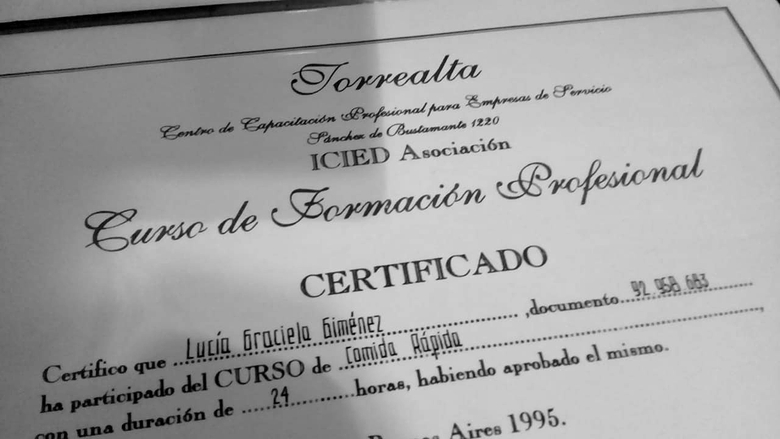 Torrealta
Centro de Capacitación Profesional para Empresas de Servicio
Sánchez de Bustamante 1220
ICIED Asociación
Curso de Formación Profesional
CERTIFICADO
Certifico que Lucía Graciela Giménez, documento 92 958 683
ha participado del CURSO de Comida Rápida,
con una duración de 24 horas, habiendo aprobado el mismo.
Aires 1995.